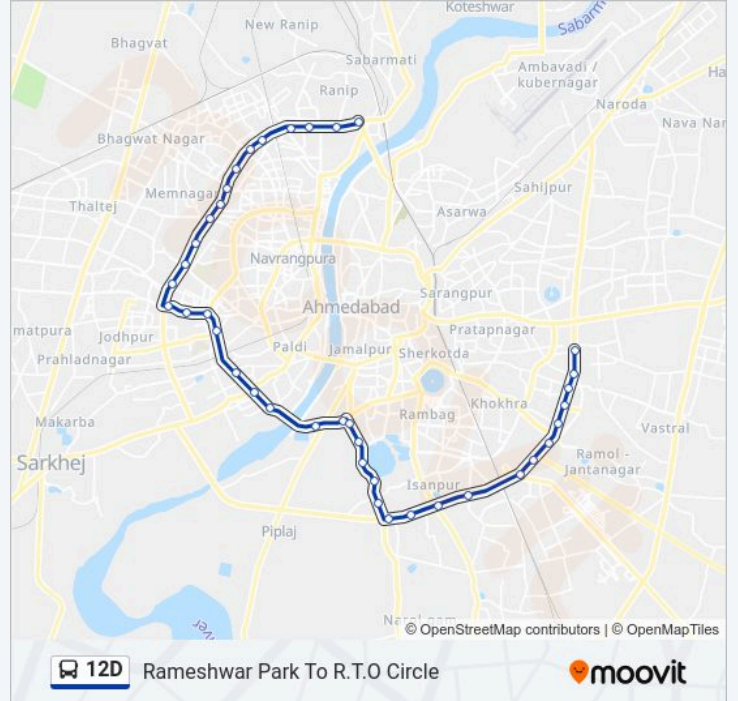 Koteshwar
New Ranip
Sabarm
Bhagvat
Sabarmati
Ambavadi /
kubernagar
Ha
Ranip
Naroda
Nava Nar
Bhagwat Nagar
Sahijpur
Memnagar
Thaltej
Asarwa
Navrangpura
Sarangpur
Ahmedabad
matpura
Jodhpur
Pratapnagar
Paldi
Jamalpur
Sherkotda
Prahladnagar
Khokhra
Rambag
Makarba
Vastral
Sarkhej
Ramol -
Jantanagar
Isanpur
Piplaj
ver
© OpenStreetMap contributors | © OpenMapTiles
12D
Rameshwar Park To R.T.O Circle
moovit